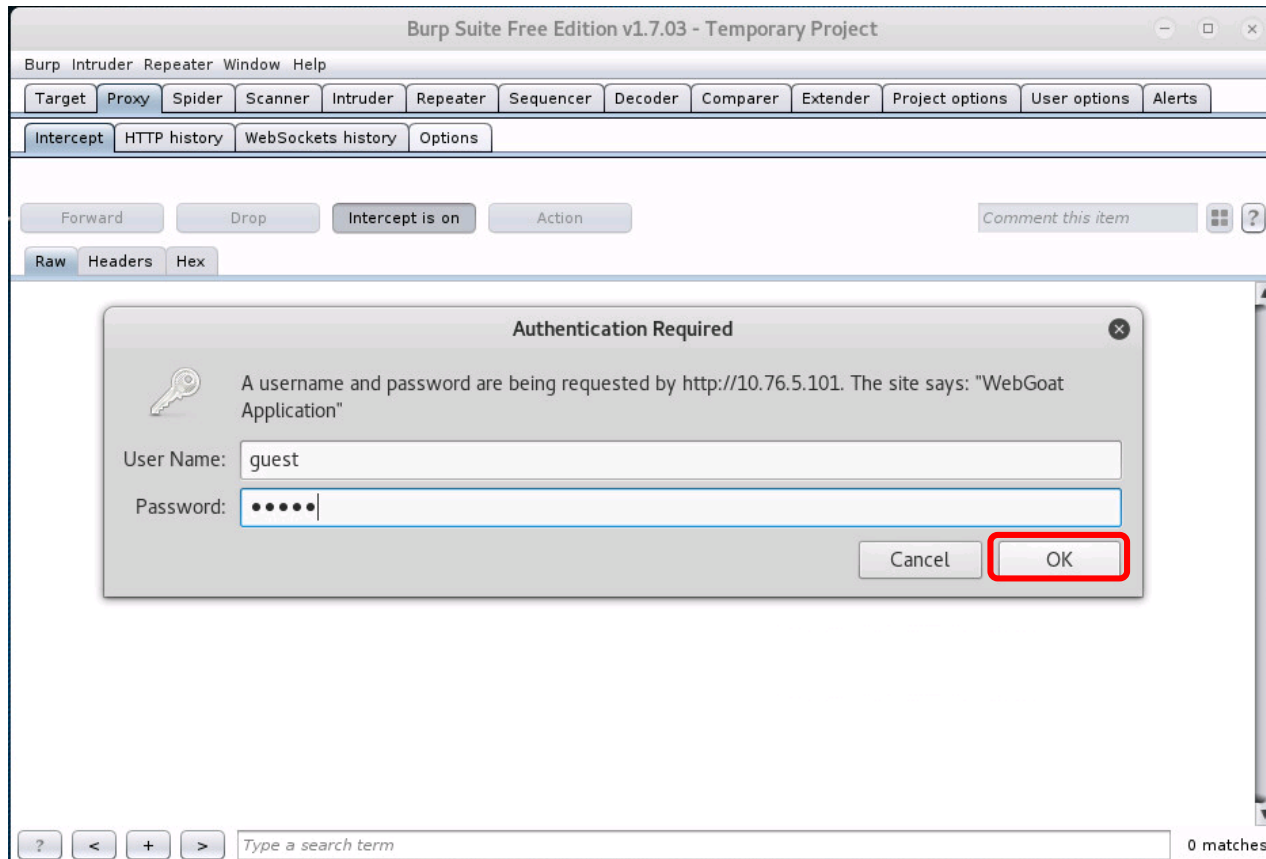 Burp Suite Free Edition v1.7.03 - Temporary Project
Burp Intruder Repeater Window Help
Target Proxy Spider Scanner Intruder Repeater Sequencer Decoder Comparer Extender Project options User options Alerts
Intercept HTTP history WebSockets history Options
Forward Drop Intercept is on Action Comment this item ?
Raw Headers Hex
Authentication Required
A username and password are being requested by http://10.76.5.101. The site says: "WebGoat
Application"
User Name: guest
Password: •••••
Cancel OK
? < + > Type a search term 0 matches